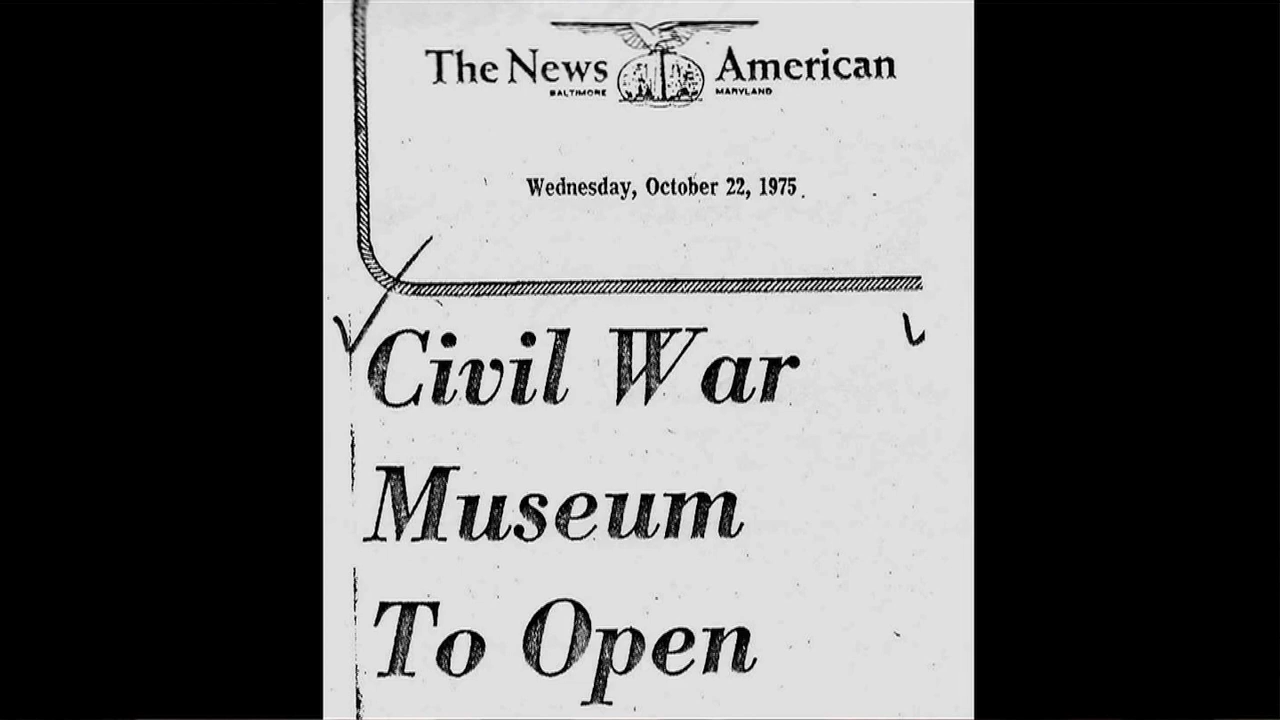 The News American
BALTIMORE MARYLAND
Wednesday, October 22, 1975
Civil War
Museum
To Open